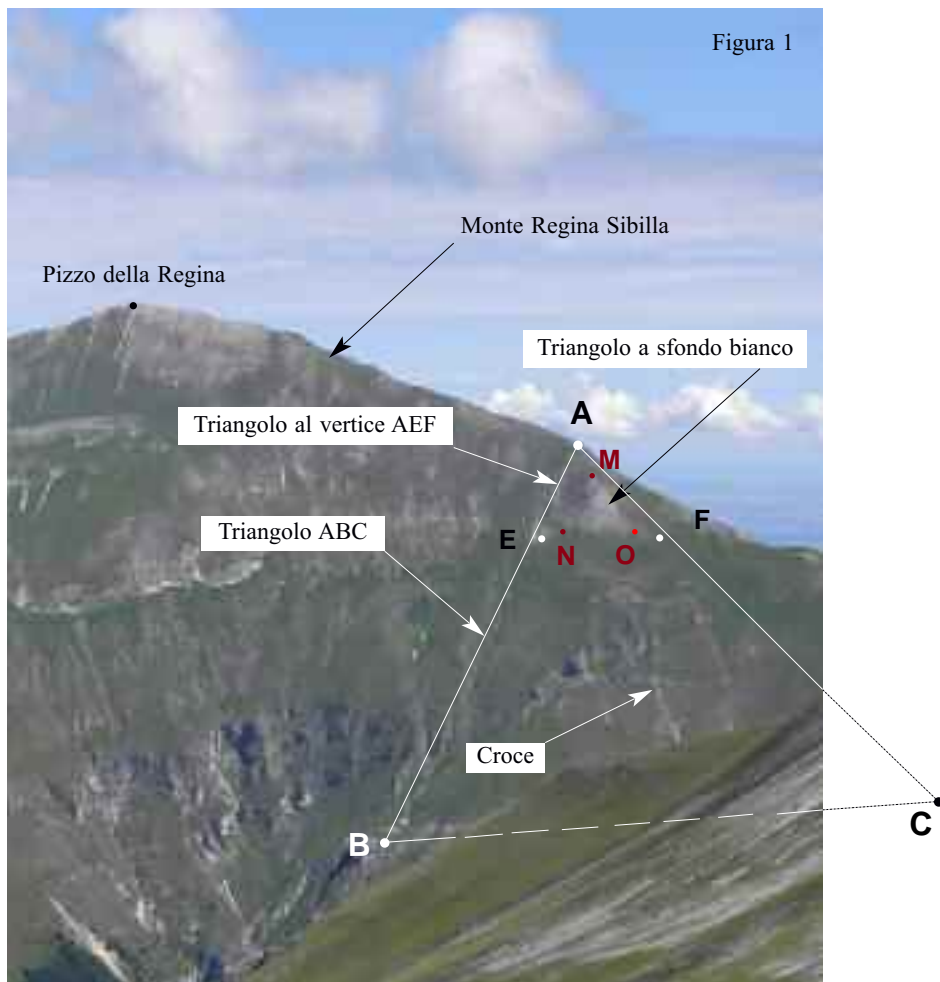 Figura 1
Monte Regina Sibilla
Pizzo della Regina
Triangolo a sfondo bianco
A
Triangolo al vertice AEF
M
F
Triangolo ABC
E
N
O
Croce
C
B